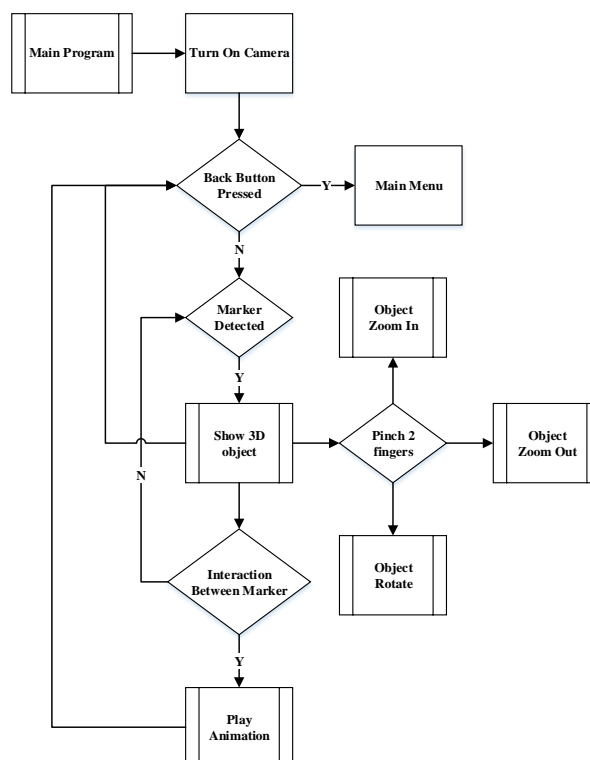 Main Program
Turn On Camera
Back Button
Pressed
Y
Main Menu
N
Marker
Detected
Object
Zoom In
Y
Show 3D
object
Pinch 2
fingers
Object
Zoom Out
N
Object
Rotate
Interaction
Between Marker
Y
Play
Animation